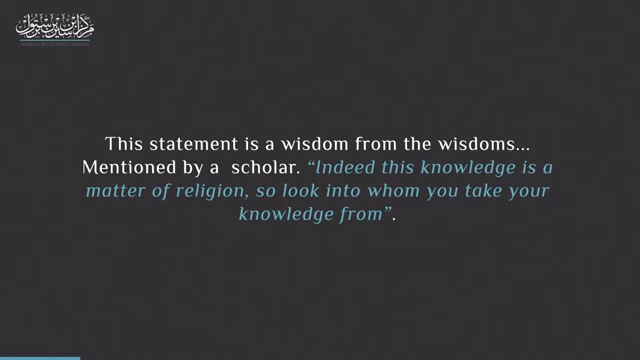 This statement is a wisdom from the wisdoms...
Mentioned by a scholar. “Indeed this knowledge is a
matter of religion, so look into whom you take your
knowledge from”.